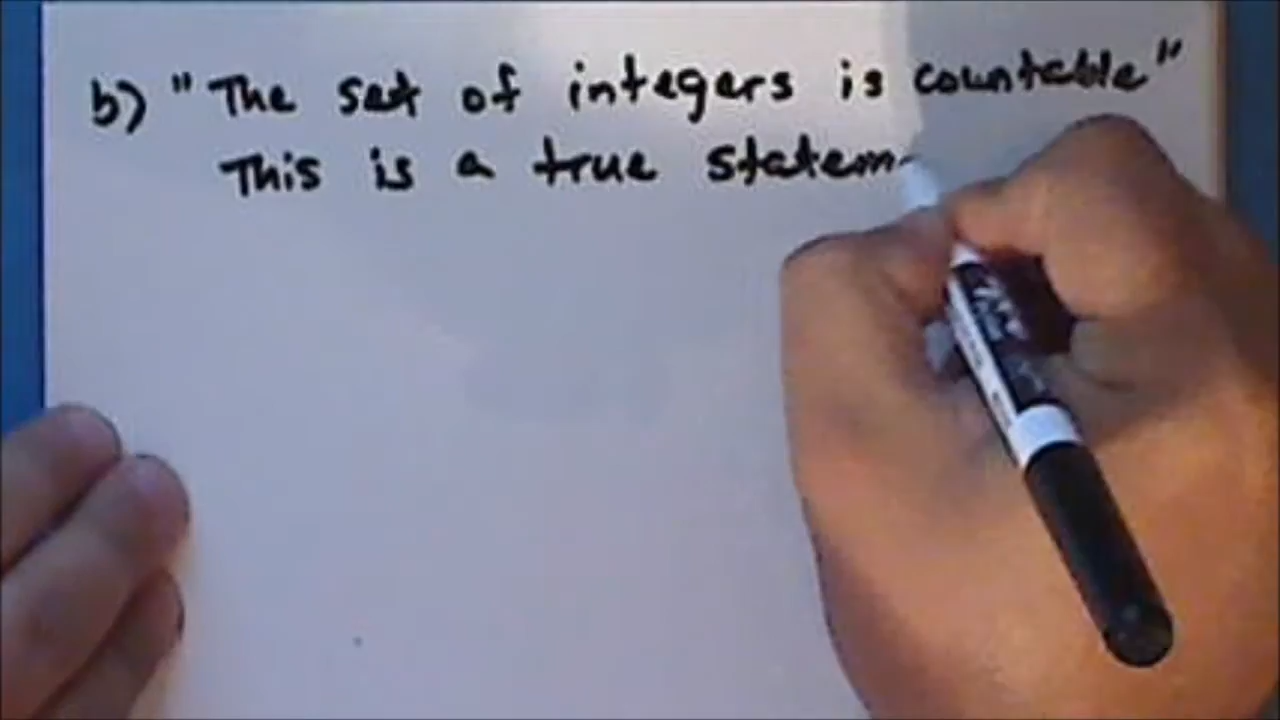 b) "The set of integers is countable"
This is a true statem